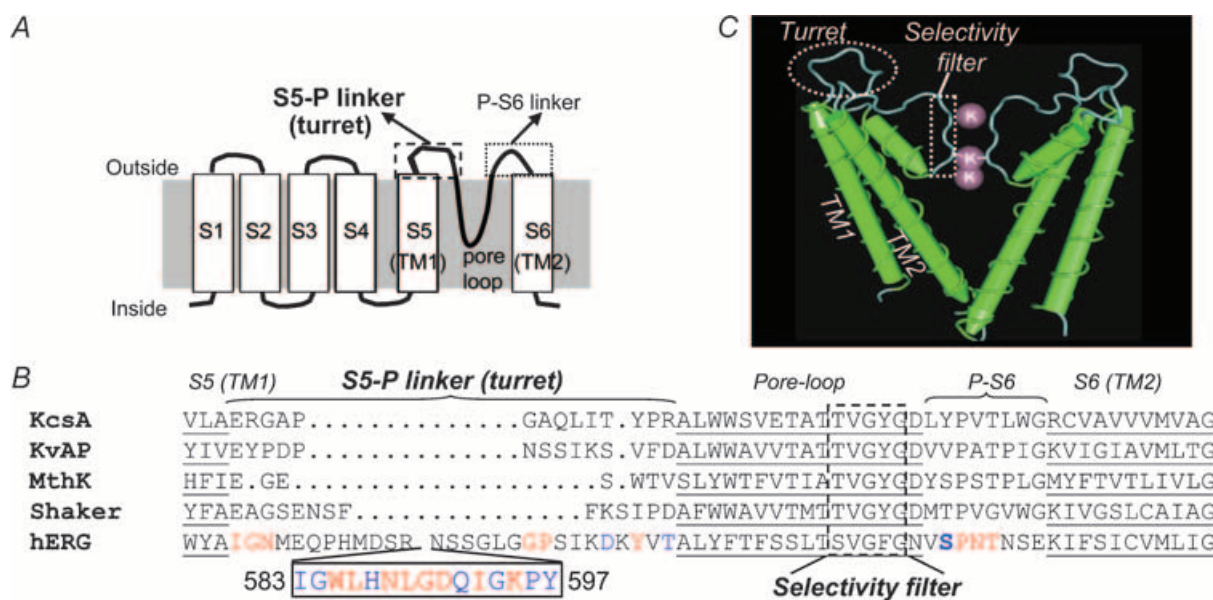 A
C
Turret
Selectivity
filter
S5-P linker
(turret)
P-S6 linker
Outside
S1
S2
S3
S4
S5
(TM1)
pore
loop
S6
(TM2)
Inside
K
K
K
TM1
TM2
B
S5 (TM1) S5-P linker (turret) Pore-loop P-S6 S6 (TM2)
KcsA VLAERGAP..............GAQLIT.YPRALWWSVETATTVGYGDLYPVTLWGRCVAVVVMVAG
KvAP YIVEYPDP..............NSSIKS.VFDALWWAVVTATTVGYGDVVPATPIGKVIGIAVMLTG
MthK HFIE.GE....................S.WTVSLYWTFVTIATVGYGDYSPSTPLGMYFTVTLIVLG
Shaker YFAEAGSENSF...............FKSIPDAFWWAVVTMTTVGYGDMTPVGVWGKIVGSLCAIAG
hERG WYAIGNMEQPHMDSR NSSGLGGPSIKDKYVTALYFTFSSLTSVGFGNVSPNTNSEKIFSICVMLIG
583 IGWLHNLGDQIGKPY 597
Selectivity filter